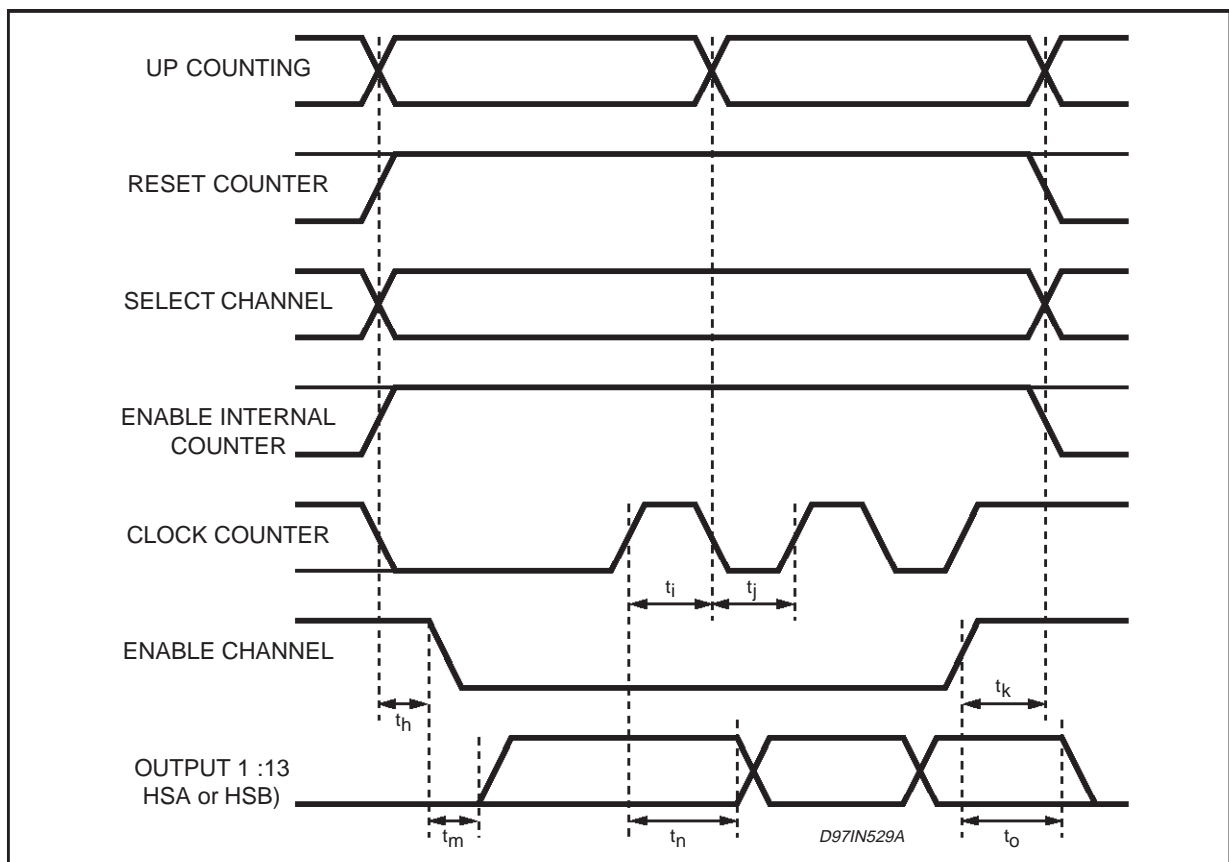 UP COUNTING
RESET COUNTER
SELECT CHANNEL
ENABLE INTERNAL
COUNTER
CLOCK COUNTER
ti
tj
ENABLE CHANNEL
th
tk
OUTPUT 1 :13
HSA or HSB)
tm
tn
D97IN529A
to